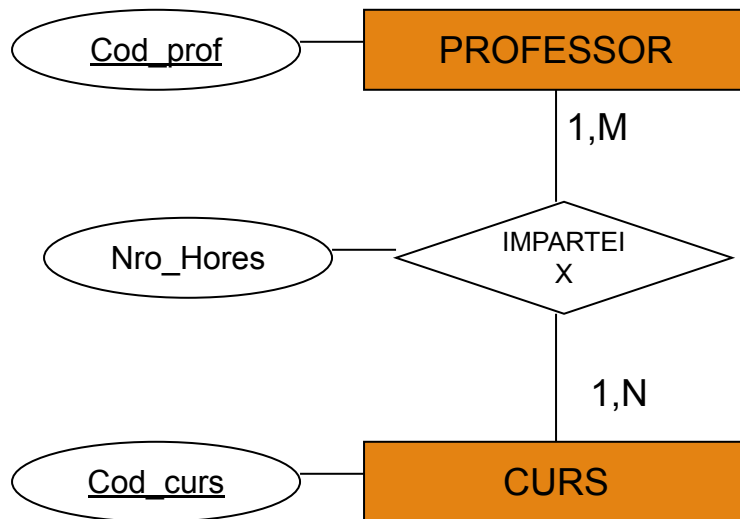 Cod_prof
PROFESSOR
1,M
Nro_Hores
IMPARTEI
X
1,N
Cod_curs
CURS